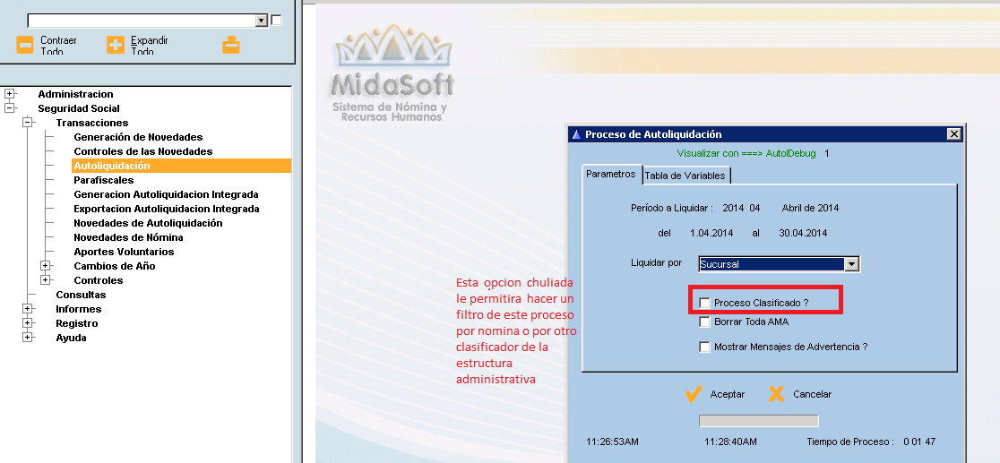 Contraer
Todo
Expandir
Todo
Administracion
Seguridad Social
Transacciones
Generación de Novedades
Controles de las Novedades
Autoliquidación
Parafiscales
Generacion Autoliquidacion Integrada
Exportacion Autoliquidacion Integrada
Novedades de Autoliquidación
Novedades de Nómina
Aportes Voluntarios
Cambios de Año
Controles
Consultas
Informes
Registro
Ayuda
MidaSoft
Sistema de Nómina y
Recursos Humanos
Esta opcion chuliada
le permitira hacer un
filtro de este proceso
por nomina o por otro
clasificador de la
estructura
administrativa
Proceso de Autoliquidación
Visualizar con ===> AutolDebug 1
Parametros Tabla de Variables
Período a Liquidar : 2014 04 Abril de 2014
del 1.04.2014 al 30.04.2014
Liquidar por Sucursal
Proceso Clasificado ?
Borrar Toda AMA
Mostrar Mensajes de Advertencia ?
Aceptar Cancelar
11:26:53AM 11:28:40AM Tiempo de Proceso : 0 01 47